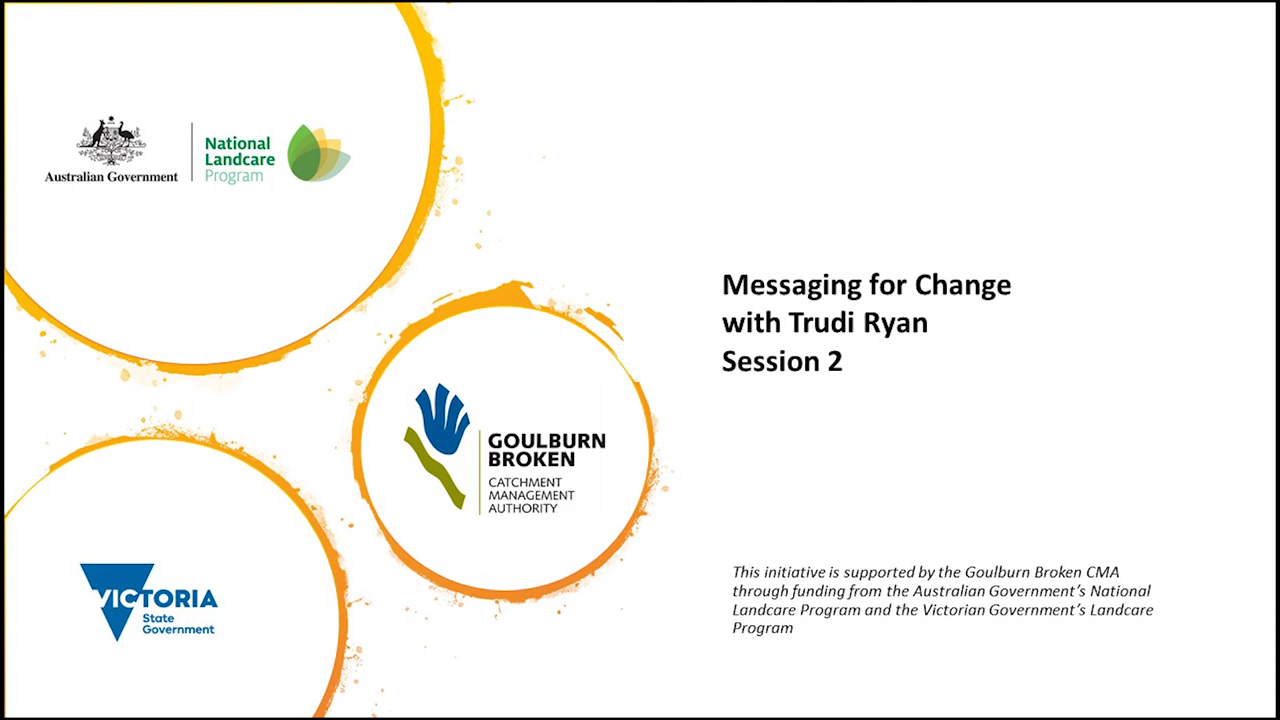 Australian Government
National
Landcare
Program
Messaging for Change
with Trudi Ryan
Session 2
GOULBURN
BROKEN
CATCHMENT
MANAGEMENT
AUTHORITY
VICTORIA
State
Government
This initiative is supported by the Goulburn Broken CMA
through funding from the Australian Government's National
Landcare Program and the Victorian Government's Landcare
Program